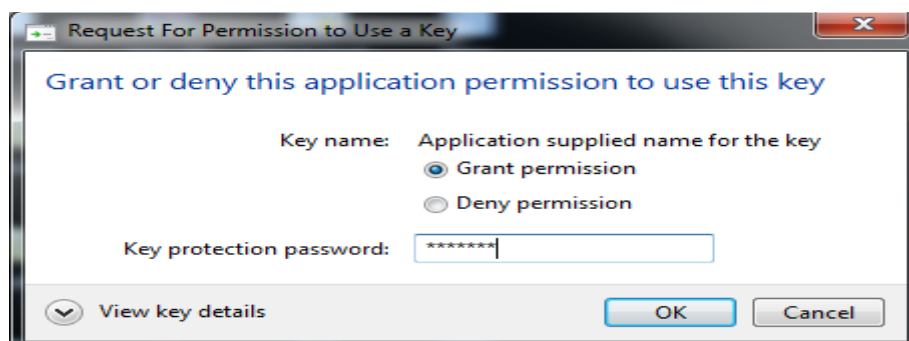 Request For Permission to Use a Key
Grant or deny this application permission to use this key
Key name: Application supplied name for the key
Grant permission
Deny permission
Key protection password: *******
View key details
OK Cancel